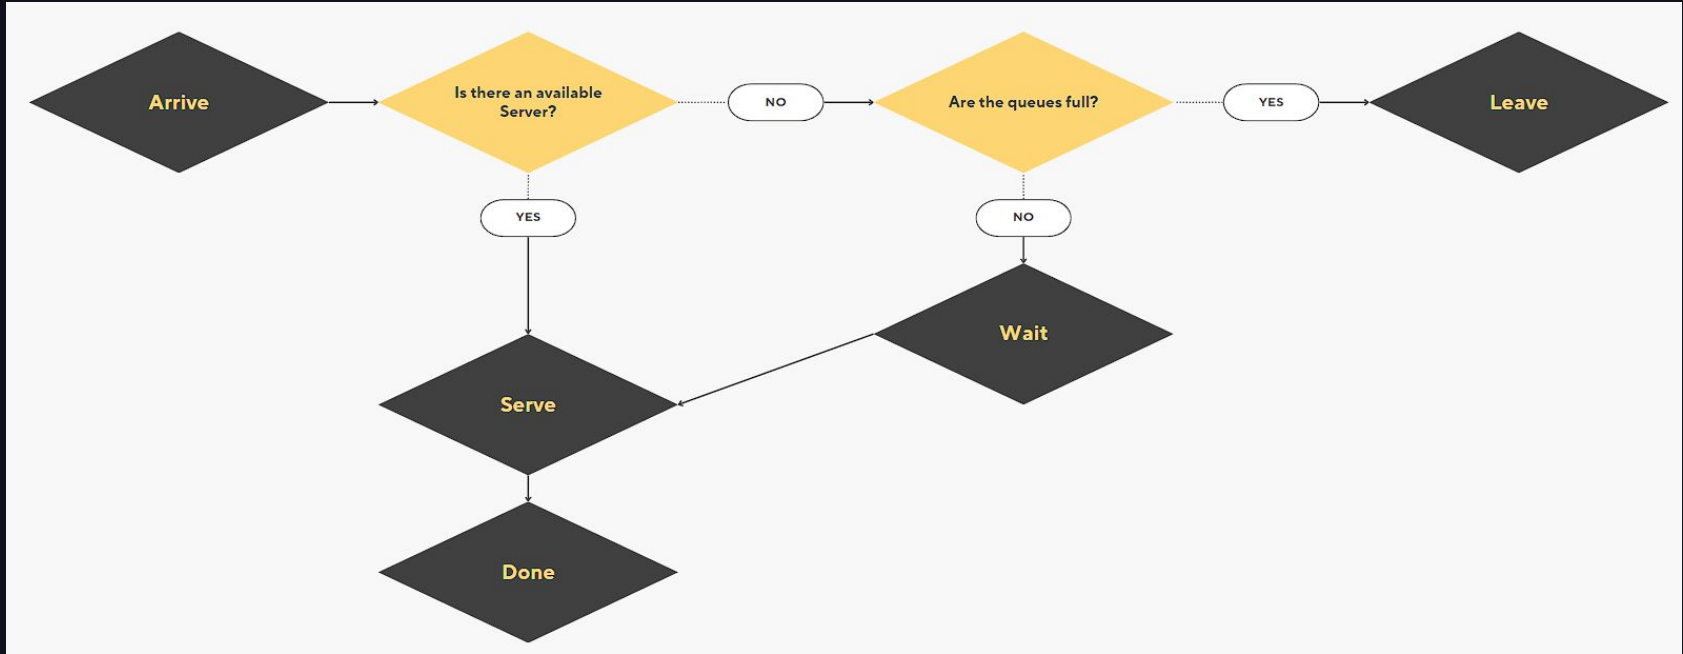 Arrive
Is there an available
Server?
NO
Are the queues full?
YES
Leave
YES
NO
Wait
Serve
Done